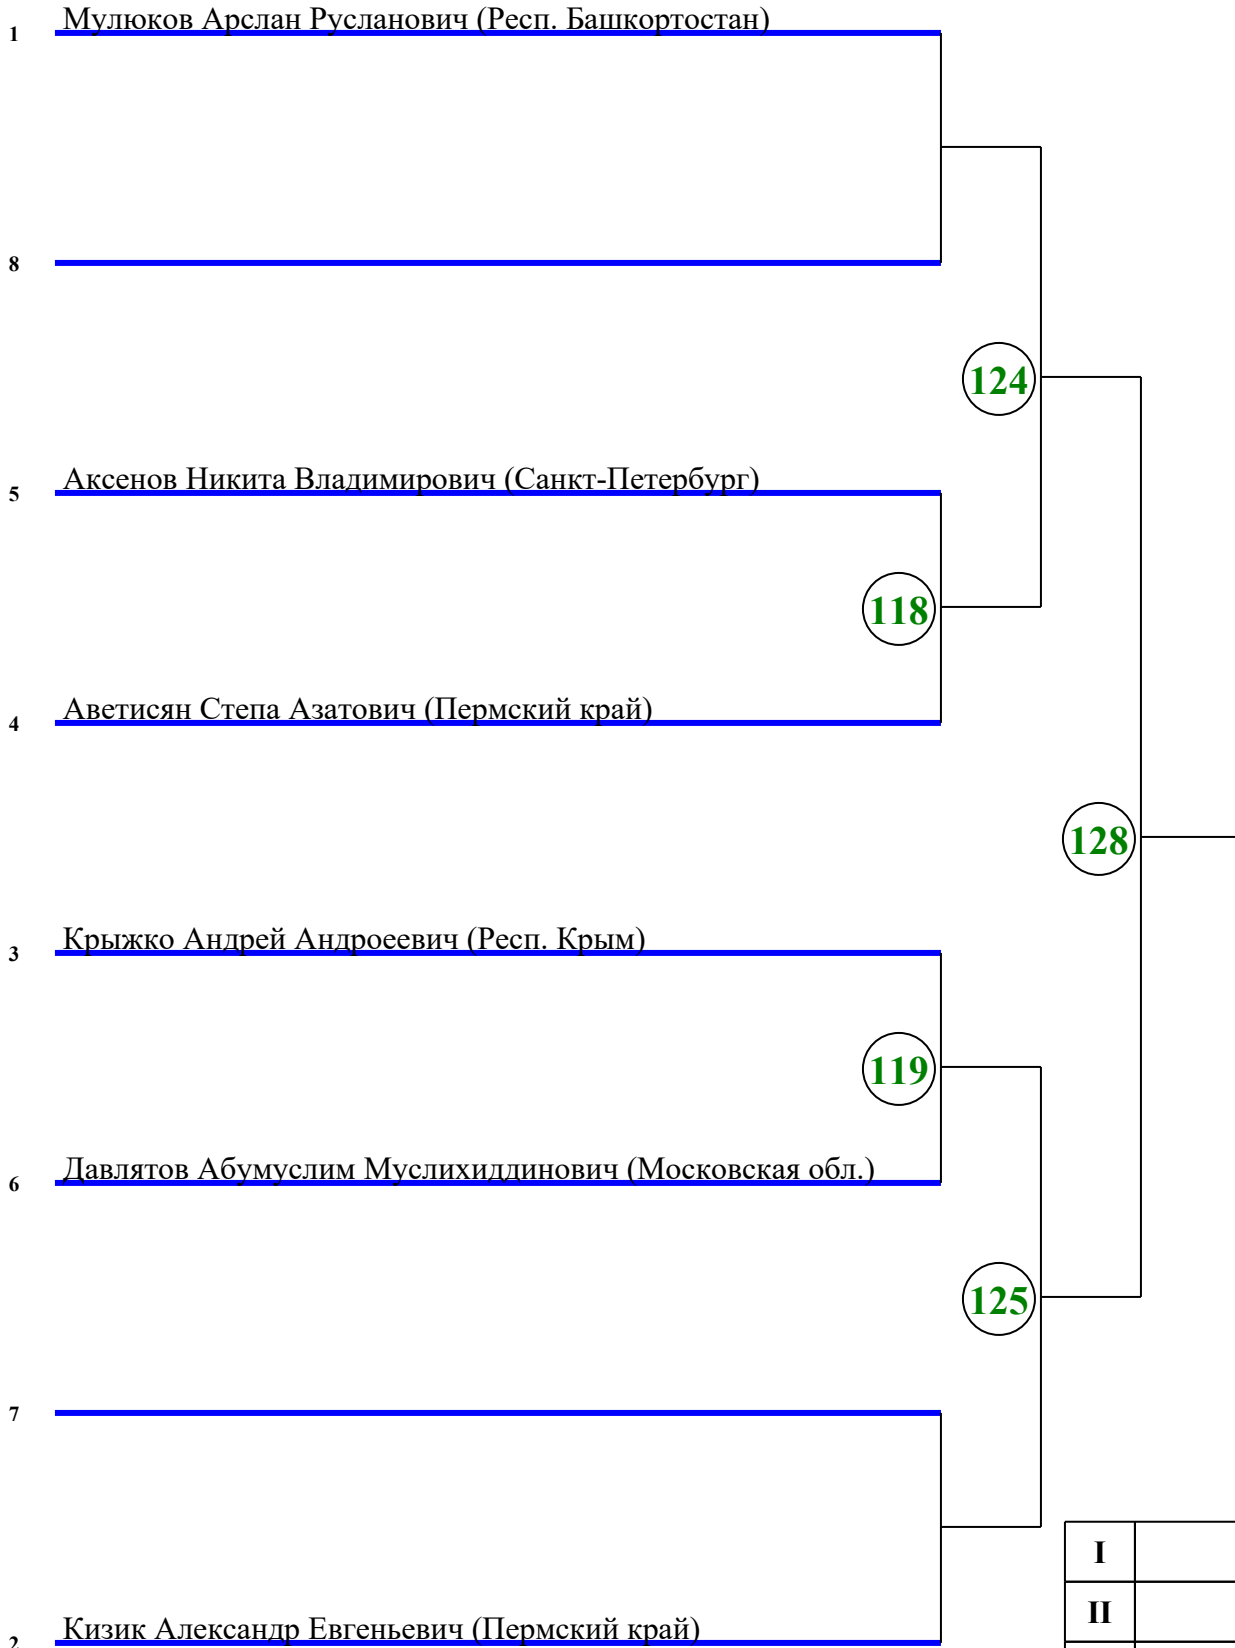 1 Мулюков Арслан Русланович (Респ. Башкортостан)
8
124
5 Аксенов Никита Владимирович (Санкт-Петербург)
118
4 Аветисян Степа Азатович (Пермский край)
128
3 Крыжко Андрей Андроеевич (Респ. Крым)
119
6 Давлятов Абумуслим Муслихиддинович (Московская обл.)
125
7
I
II
2 Кизик Александр Евгеньевич (Пермский край)